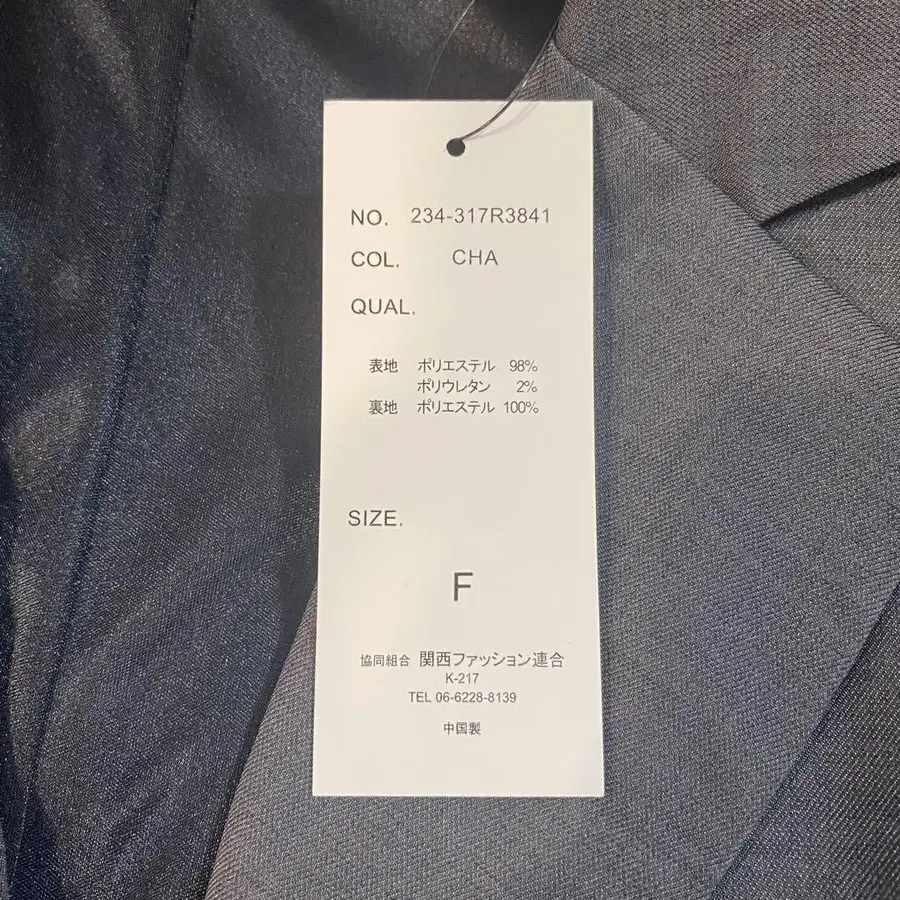 NO. 234-317R3841
COL. CHA
QUAL.
表地 ポリエステル 98%
ポリウレタン 2%
裏地 ポリエステル 100%
SIZE.
F
協同組合 関西ファッション連合
K-217
TEL 06-6228-8139
中国製